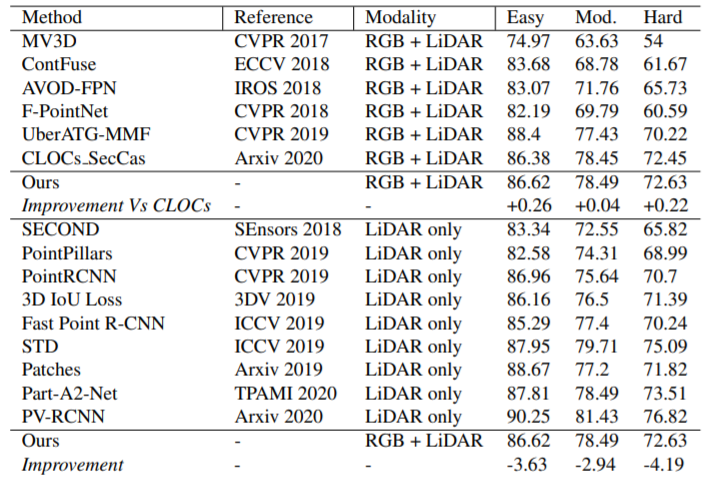 Method Reference Modality Easy Mod. Hard
MV3D CVPR 2017 RGB + LiDAR 74.97 63.63 54
ContFuse ECCV 2018 RGB + LiDAR 83.68 68.78 61.67
AVOD-FPN IROS 2018 RGB + LiDAR 83.07 71.76 65.73
F-PointNet CVPR 2018 RGB + LiDAR 82.19 69.79 60.59
UberATG-MMF CVPR 2019 RGB + LiDAR 88.4 77.43 70.22
CLOCs_SecCas Arxiv 2020 RGB + LiDAR 86.38 78.45 72.45
Ours - RGB + LiDAR 86.62 78.49 72.63
Improvement Vs CLOCs - - +0.26 +0.04 +0.22
SECOND SEnsors 2018 LiDAR only 83.34 72.55 65.82
PointPillars CVPR 2019 LiDAR only 82.58 74.31 68.99
PointRCNN CVPR 2019 LiDAR only 86.96 75.64 70.7
3D IoU Loss 3DV 2019 LiDAR only 86.16 76.5 71.39
Fast Point R-CNN ICCV 2019 LiDAR only 85.29 77.4 70.24
STD ICCV 2019 LiDAR only 87.95 79.71 75.09
Patches Arxiv 2019 LiDAR only 88.67 77.2 71.82
Part-A2-Net TPAMI 2020 LiDAR only 87.81 78.49 73.51
PV-RCNN Arxiv 2020 LiDAR only 90.25 81.43 76.82
Ours - RGB + LiDAR 86.62 78.49 72.63
Improvement - - -3.63 -2.94 -4.19